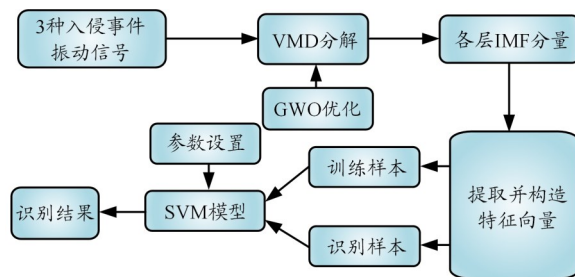 3种入侵事件
振动信号
VMD分解
各层IMF分量
GWO优化
参数设置
训练样本
提取并构造
特征向量
识别结果
SVM模型
识别样本